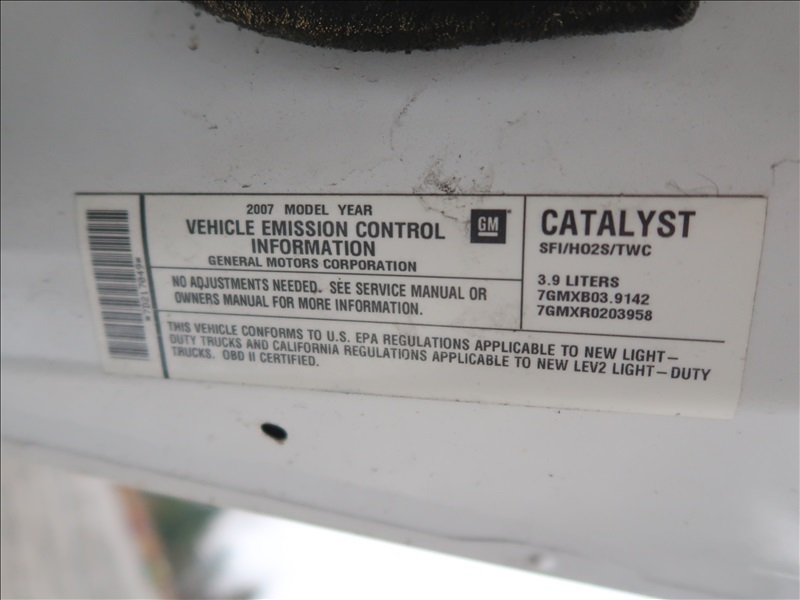 2007 MODEL YEAR
VEHICLE EMISSION CONTROL
INFORMATION
GENERAL MOTORS CORPORATION
GM
NO ADJUSTMENTS NEEDED. SEE SERVICE MANUAL OR
OWNERS MANUAL FOR MORE INFORMATION.
CATALYST
SFI/HO2S/TWC
3.9 LITERS
7GMXB03.9142
7GMXR0203958
THIS VEHICLE CONFORMS TO U.S. EPA REGULATIONS APPLICABLE TO NEW LIGHT-
DUTY TRUCKS AND CALIFORNIA REGULATIONS APPLICABLE TO NEW LEV2 LIGHT-DUTY
TRUCKS. OBD II CERTIFIED.